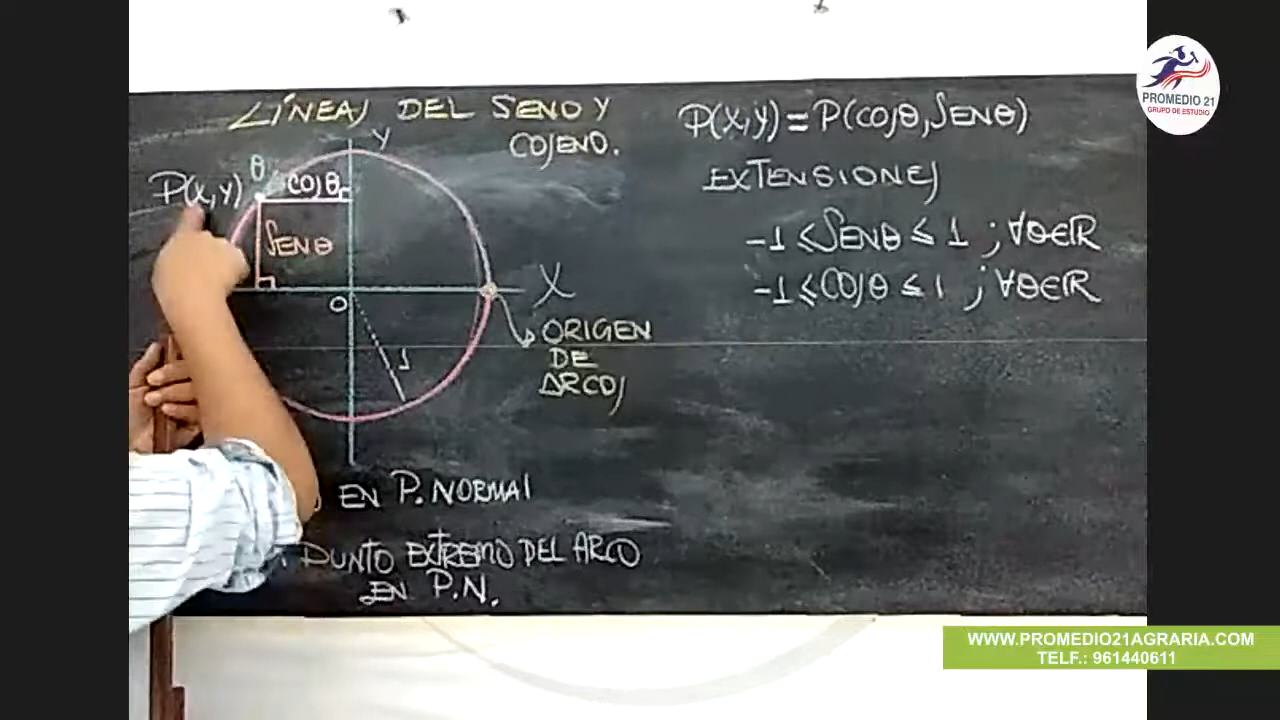 LÍNEAS DEL SENO Y
COSENO.
Y
θ
P(x,y)
COSθ
SENθ
X
O
1
ORIGEN
DE
ARCOS
EN P. NORMAL
PUNTO EXTREMO DEL ARCO
EN P.N.
P(x,y) = P(COSθ, SENθ)
EXTENSIONES
-1 ≤ SENθ ≤ 1 ; ∀θ∈R
-1 ≤ COSθ ≤ 1 ; ∀θ∈R
PROMEDIO 21
GRUPO DE ESTUDIO
WWW.PROMEDIO21AGRARIA.COM
TELF.: 961440611